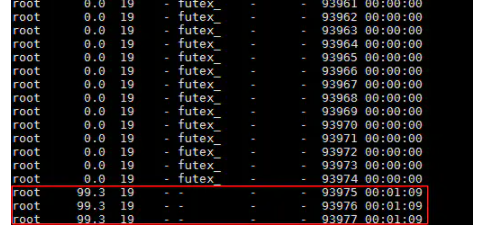 root 0.0 19 - futex_ - - 93961 00:00:00
root 0.0 19 - futex_ - - 93962 00:00:00
root 0.0 19 - futex_ - - 93963 00:00:00
root 0.0 19 - futex_ - - 93964 00:00:00
root 0.0 19 - futex_ - - 93965 00:00:00
root 0.0 19 - futex_ - - 93966 00:00:00
root 0.0 19 - futex_ - - 93967 00:00:00
root 0.0 19 - futex_ - - 93968 00:00:00
root 0.0 19 - futex_ - - 93969 00:00:00
root 0.0 19 - futex_ - - 93970 00:00:00
root 0.0 19 - futex_ - - 93971 00:00:00
root 0.0 19 - futex_ - - 93972 00:00:00
root 0.0 19 - futex_ - - 93973 00:00:00
root 0.0 19 - futex_ - - 93974 00:00:00
root 99.3 19 - - - - 93975 00:01:09
root 99.3 19 - - - - 93976 00:01:09
root 99.3 19 - - - - 93977 00:01:09